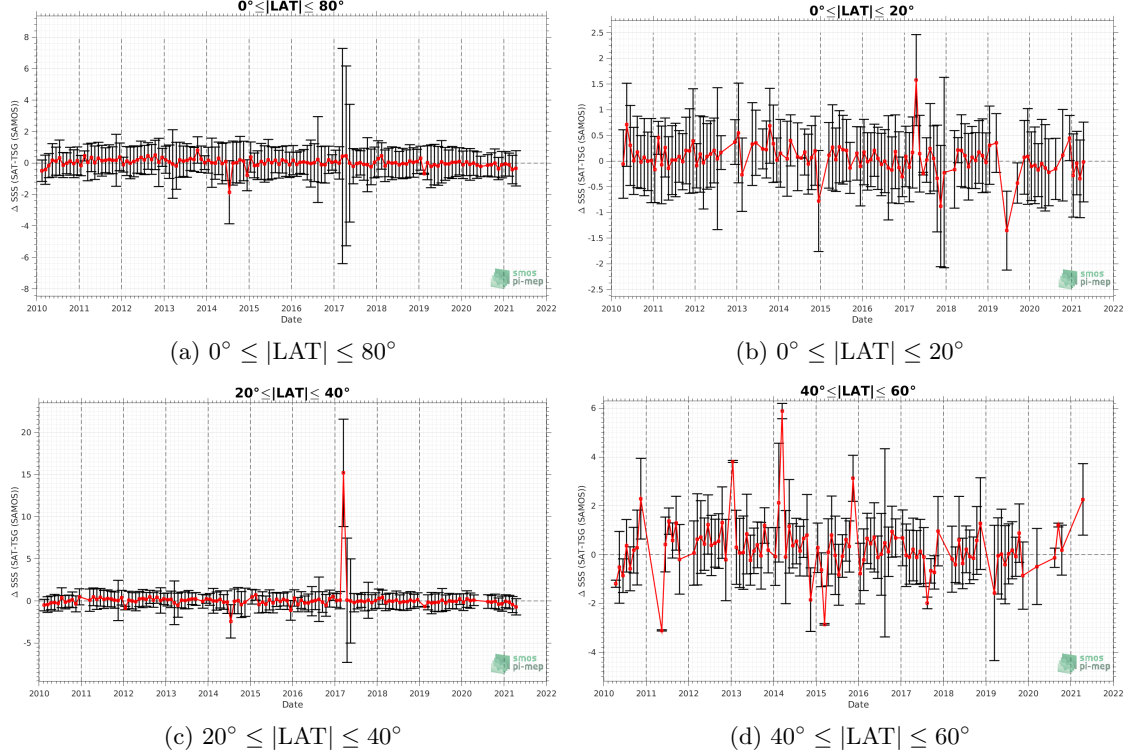 0°≤|LAT|≤ 80°
Δ SSS (SAT-TSG (SAMOS))
8
6
4
2
0
-2
-4
-6
-8
2010 2011 2012 2013 2014 2015 2016 2017 2018 2019 2020 2021 2022
Date
smos
pi-mep
(a) 0° ≤ |LAT| ≤ 80°
0°≤|LAT|≤ 20°
Δ SSS (SAT-TSG (SAMOS))
2.5
2
1.5
1
0.5
0
-0.5
-1
-1.5
-2
-2.5
2010 2011 2012 2013 2014 2015 2016 2017 2018 2019 2020 2021 2022
Date
smos
pi-mep
(b) 0° ≤ |LAT| ≤ 20°
20°≤|LAT|≤ 40°
Δ SSS (SAT-TSG (SAMOS))
20
15
10
5
0
-5
2010 2011 2012 2013 2014 2015 2016 2017 2018 2019 2020 2021 2022
Date
smos
pi-mep
(c) 20° ≤ |LAT| ≤ 40°
40°≤|LAT|≤ 60°
Δ SSS (SAT-TSG (SAMOS))
6
4
2
0
-2
-4
2010 2011 2012 2013 2014 2015 2016 2017 2018 2019 2020 2021 2022
Date
smos
pi-mep
(d) 40° ≤ |LAT| ≤ 60°